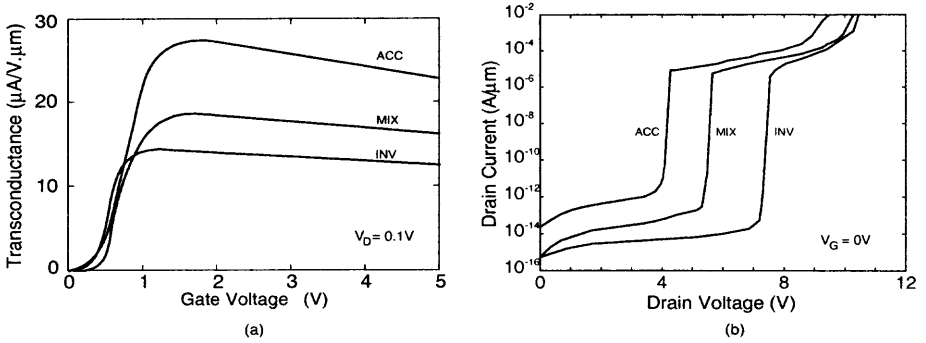 30
20
10
0
Transconductance (μA/V.μm)
ACC
MIX
INV
V_D = 0.1V
0 1 2 3 4 5
Gate Voltage (V)
(a)
10^-2
10^-4
10^-6
10^-8
10^-10
10^-12
10^-14
10^-16
Drain Current (A/μm)
ACC MIX INV
V_G = 0V
0 4 8 12
Drain Voltage (V)
(b)